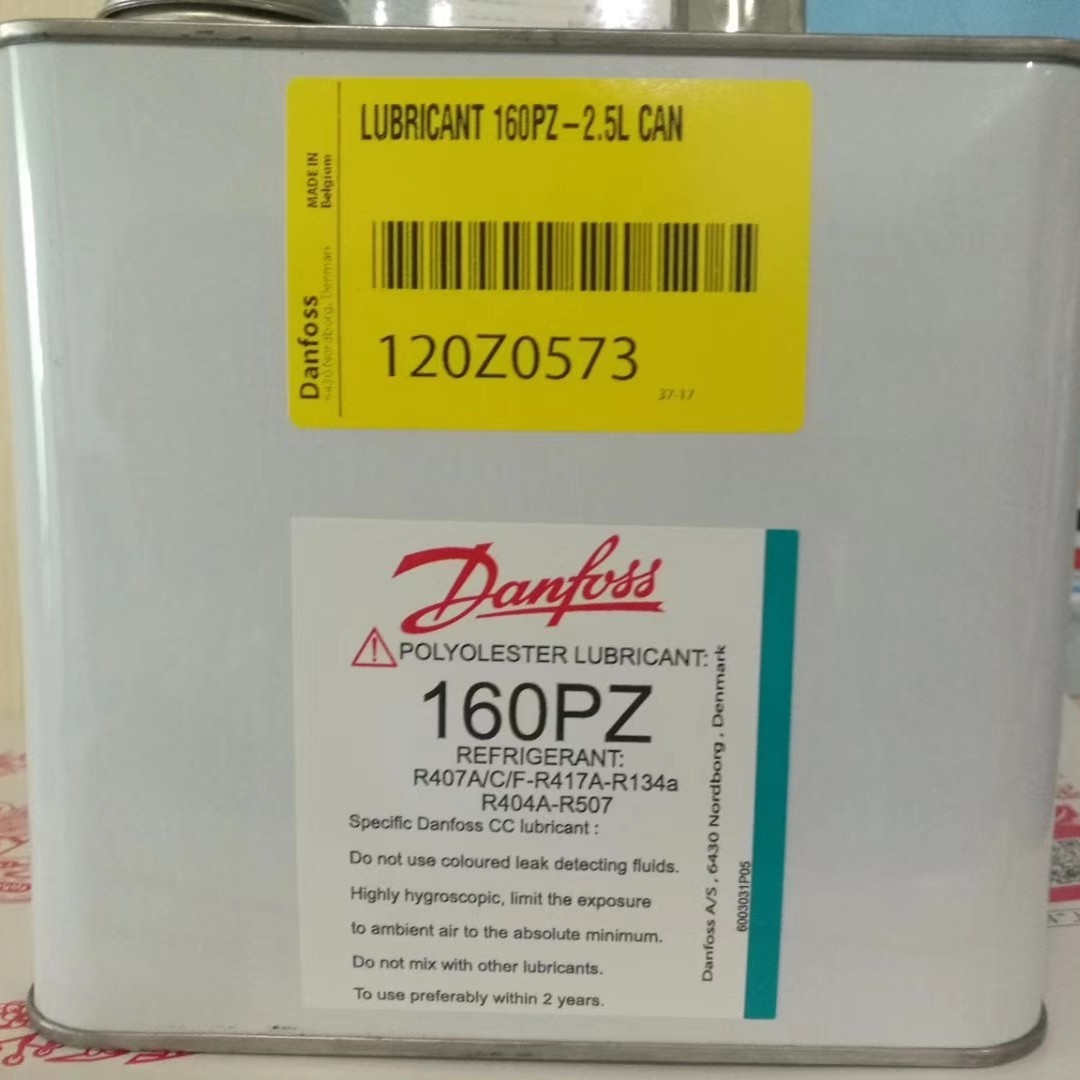 LUBRICANT 160PZ-2.5L CAN
MADE IN
Belgium
Danfoss
6430 Nordborg, Denmark
120Z0573
37-17
Danfoss
POLYOLESTER LUBRICANT:
160PZ
REFRIGERANT:
R407A/C/F-R417A-R134a
R404A-R507
Specific Danfoss CC lubricant :
Do not use coloured leak detecting fluids.
Highly hygroscopic, limit the exposure
to ambient air to the absolute minimum.
Do not mix with other lubricants.
To use preferably within 2 years.
Danfoss A/S , 6430 Nordborg , Denmark
6003031P05